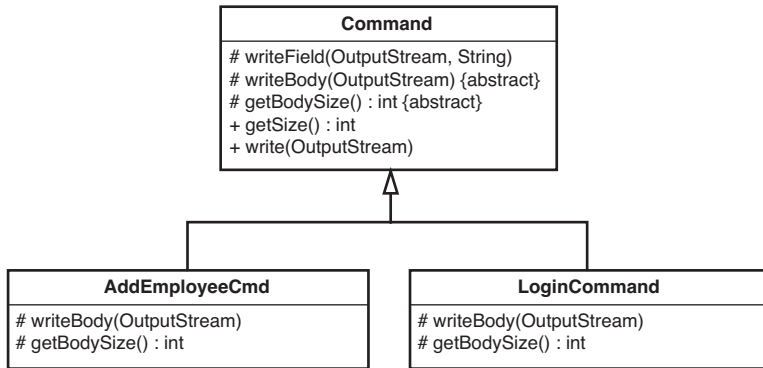 Command
# writeField(OutputStream, String)
# writeBody(OutputStream) {abstract}
# getBodySize() : int {abstract}
+ getSize() : int
+ write(OutputStream)
AddEmployeeCmd
# writeBody(OutputStream)
# getBodySize() : int
LoginCommand
# writeBody(OutputStream)
# getBodySize() : int